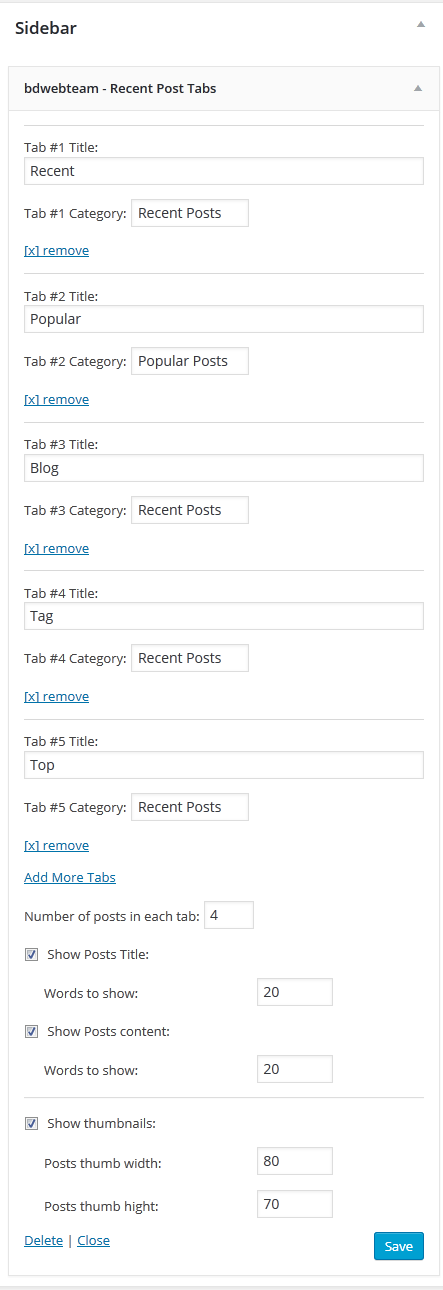 Sidebar
bdwebteam - Recent Post Tabs
Tab #1 Title:
Recent
Tab #1 Category: Recent Posts
[x] remove
Tab #2 Title:
Popular
Tab #2 Category: Popular Posts
[x] remove
Tab #3 Title:
Blog
Tab #3 Category: Recent Posts
[x] remove
Tab #4 Title:
Tag
Tab #4 Category: Recent Posts
[x] remove
Tab #5 Title:
Top
Tab #5 Category: Recent Posts
[x] remove
Add More Tabs
Number of posts in each tab: 4
Show Posts Title:
Words to show: 20
Show Posts content:
Words to show: 20
Show thumbnails:
Posts thumb width: 80
Posts thumb hight: 70
Delete | Close Save